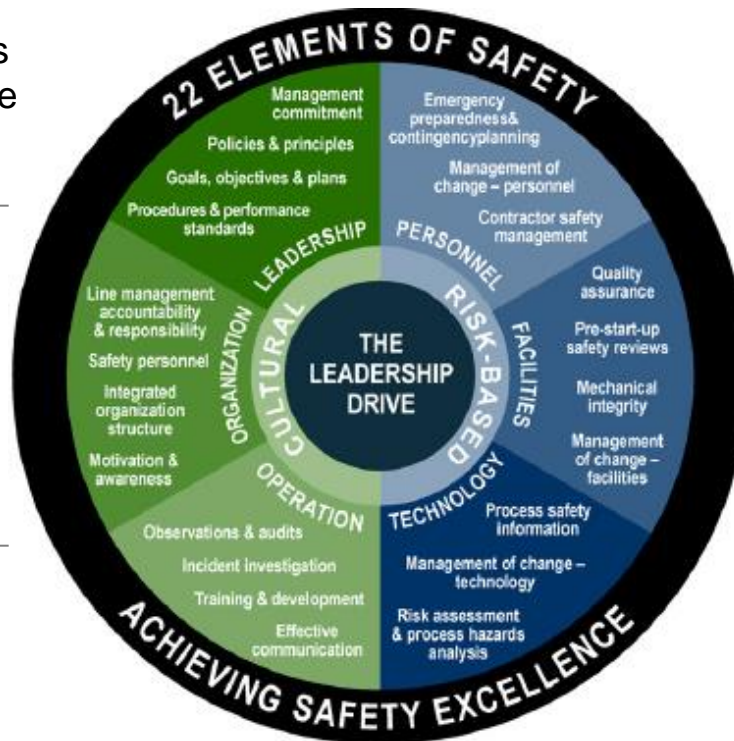 s
e
22 ELEMENTS OF SAFETY
Management
commitment
Policies & principles
Goals, objectives & plans
Procedures & performance
standards
LEADERSHIP
Emergency
preparedness&
contingencyplanning
Management of
change – personnel
Contractor safety
management
PERSONNEL
Quality
assurance
Pre-start-up
safety reviews
Mechanical
integrity
Management
of change –
facilities
FACILITIES
Line management
accountability
& responsibility
Safety personnel
Integrated
organization
structure
Motivation &
awareness
ORGANIZATION
CULTURAL
THE
LEADERSHIP
DRIVE
RISK-BASED
OPERATION
Observations & audits
Incident investigation
Training & development
Effective
communication
TECHNOLOGY
Process safety
information
Management of change –
technology
Risk assessment
& process hazards
analysis
ACHIEVING SAFETY EXCELLENCE